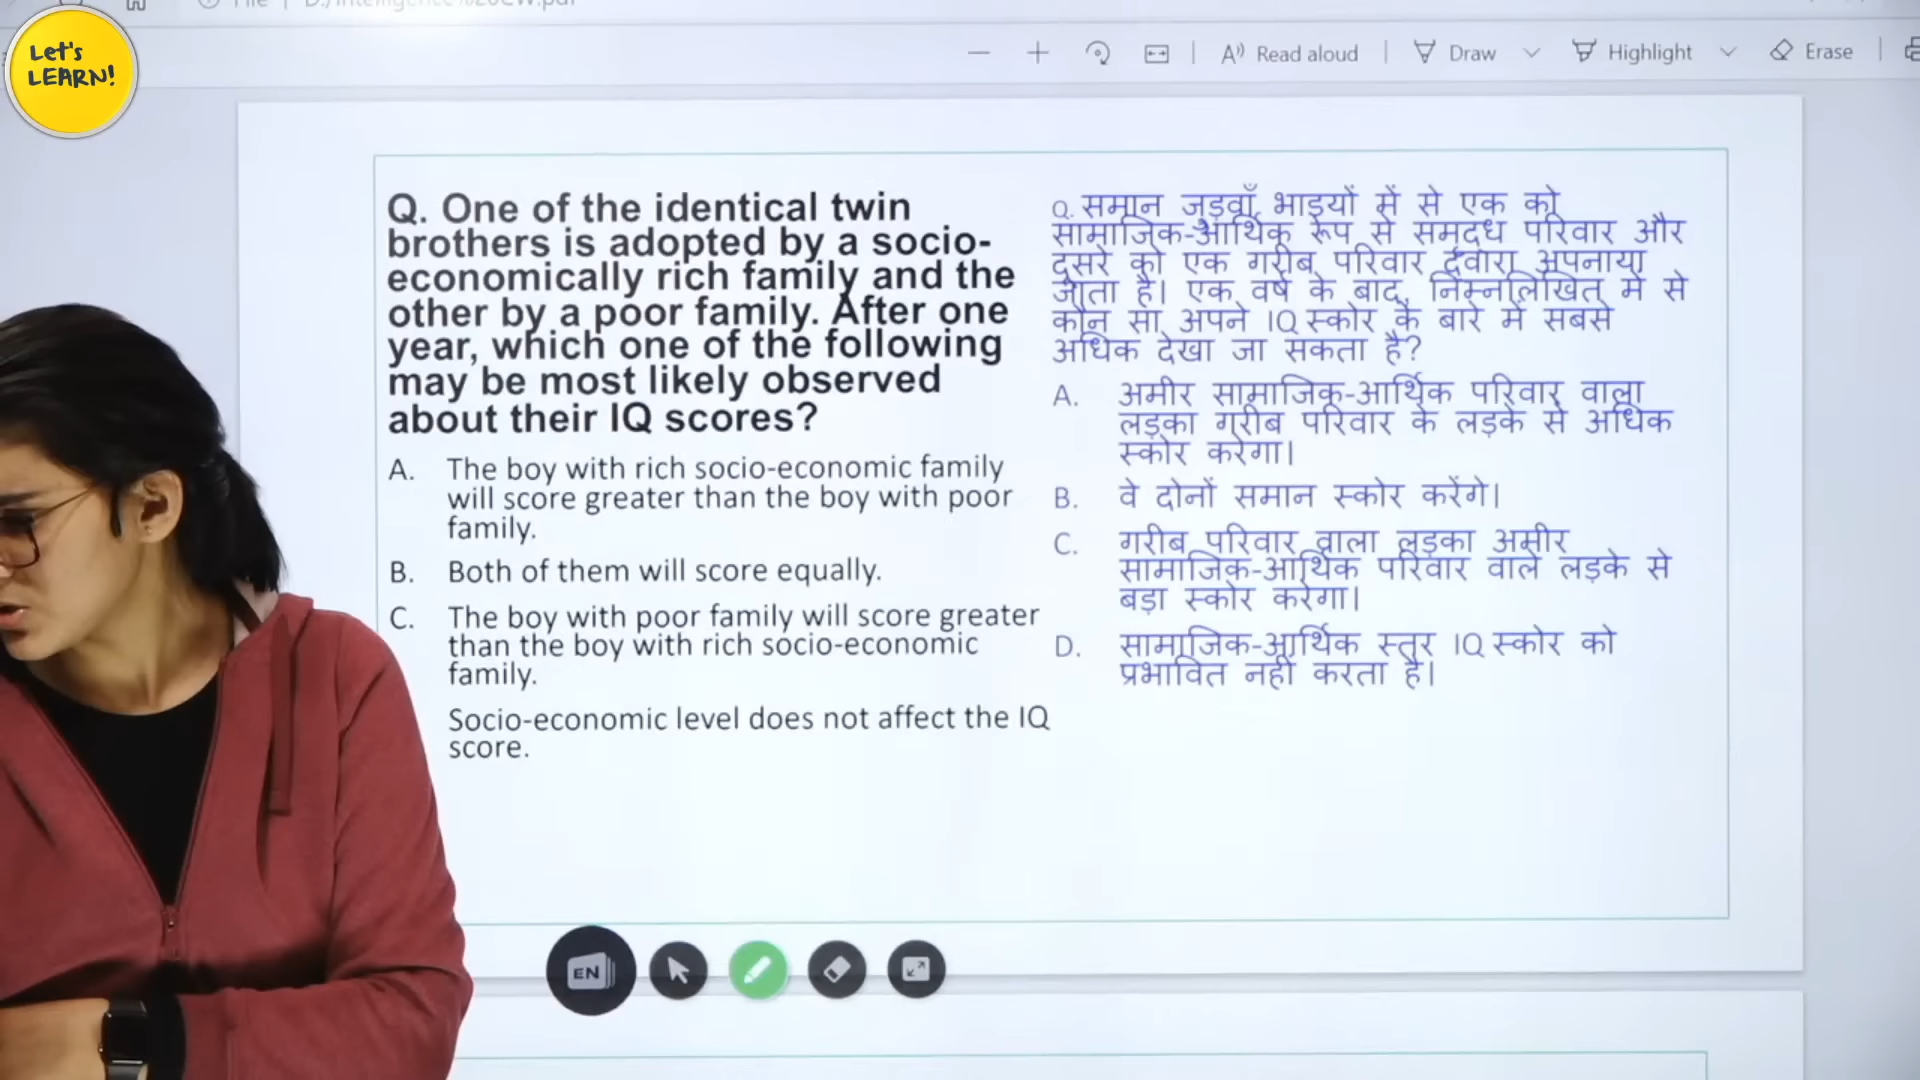 Let's
LEARN!
Read aloud
Draw
Highlight
Erase
Q. One of the identical twin
brothers is adopted by a socio-
economically rich family and the
other by a poor family. After one
year, which one of the following
may be most likely observed
about their IQ scores?
A. The boy with rich socio-economic family
will score greater than the boy with poor
family.
B. Both of them will score equally.
C. The boy with poor family will score greater
than the boy with rich socio-economic
family.
Socio-economic level does not affect the IQ
score.
Q. समान जुड़वाँ भाइयों में से एक को
सामाजिक-आर्थिक रूप से समृद्ध परिवार और
दूसरे को एक गरीब परिवार द्वारा अपनाया
जाता है। एक वर्ष के बाद, निम्नलिखित में से
कौन सा अपने IQ स्कोर के बारे में सबसे
अधिक देखा जा सकता है?
A. अमीर सामाजिक-आर्थिक परिवार वाला
लड़का गरीब परिवार के लड़के से अधिक
स्कोर करेगा।
B. वे दोनों समान स्कोर करेंगे।
C. गरीब परिवार वाला लड़का अमीर
सामाजिक-आर्थिक परिवार वाले लड़के से
बड़ा स्कोर करेगा।
D. सामाजिक-आर्थिक स्तर IQ स्कोर को
प्रभावित नहीं करता है।
EN